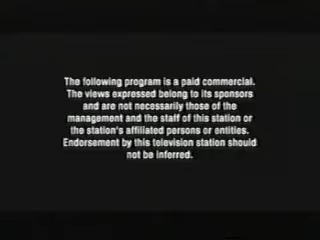 The following program is a paid commercial.
The views expressed belong to its sponsors
and are not necessarily those of the
management and the staff of this station or
the station's affiliated persons or entities.
Endorsement by this television station should
not be inferred.